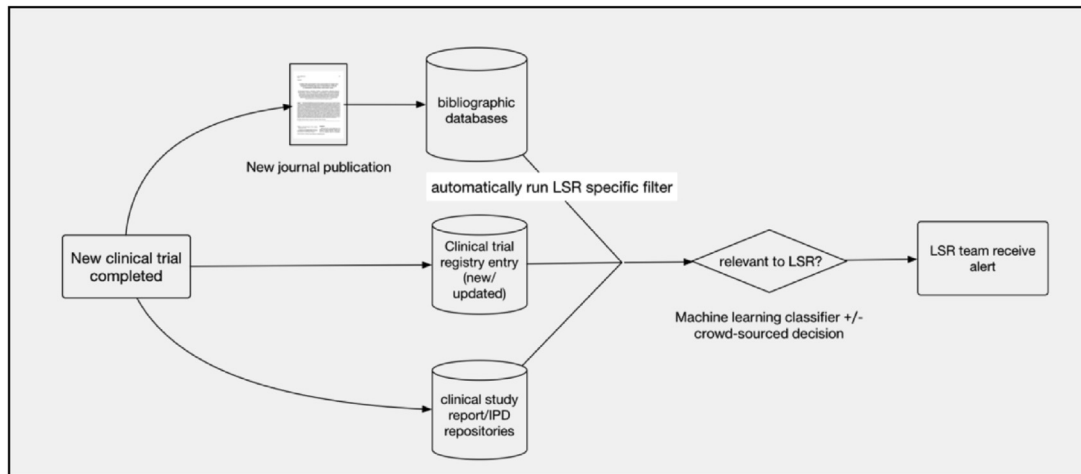 bibliographic
databases
New journal publication
automatically run LSR specific filter
New clinical trial
completed
Clinical trial
registry entry
(new/
updated)
relevant to LSR?
LSR team receive
alert
Machine learning classifier +/-
crowd-sourced decision
clinical study
report/IPD
repositories